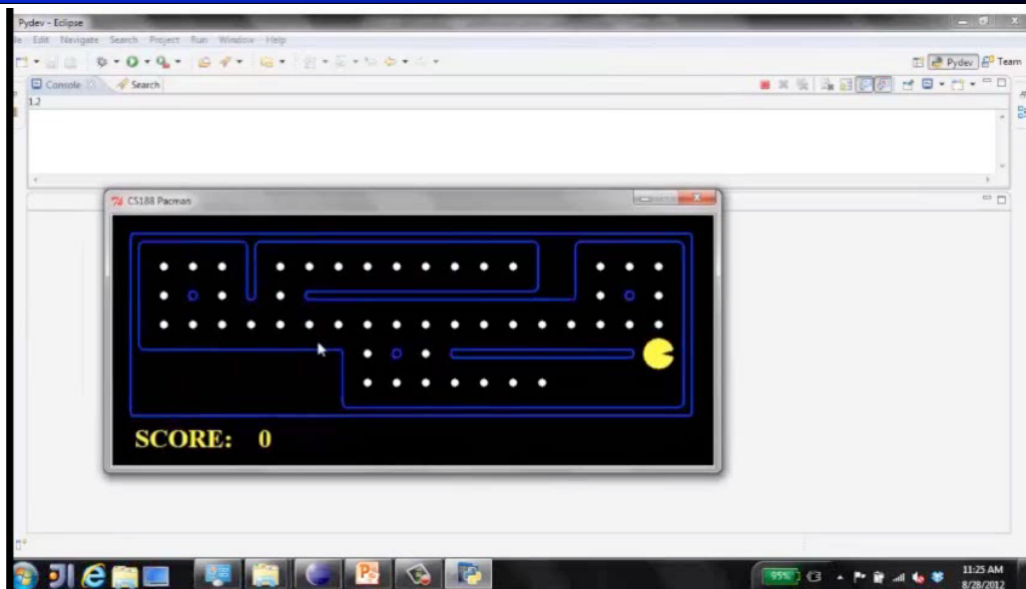 Pydev - Eclipse
Edit Navigate Search Project Run Window Help
Pydev Team
Console Search
1.2
CS188 Pacman
SCORE: 0
95%
11:25 AM
8/28/2012